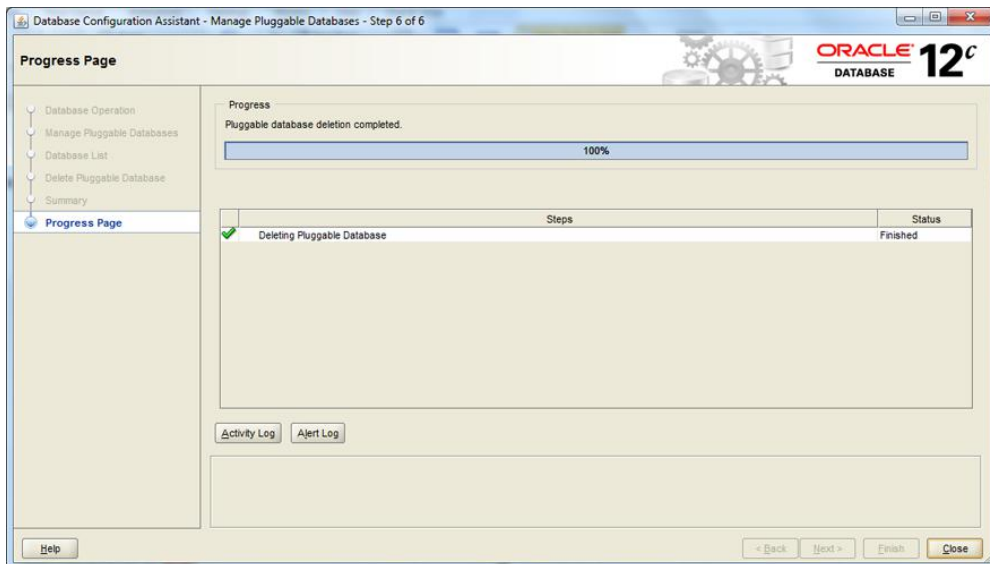 Database Configuration Assistant - Manage Pluggable Databases - Step 6 of 6
Progress Page
ORACLE
DATABASE
12c
Database Operation
Manage Pluggable Databases
Database List
Delete Pluggable Database
Summary
Progress Page
Progress
Pluggable database deletion completed.
100%
Steps Status
Deleting Pluggable Database Finished
Activity Log Alert Log
Help < Back Next > Finish Close